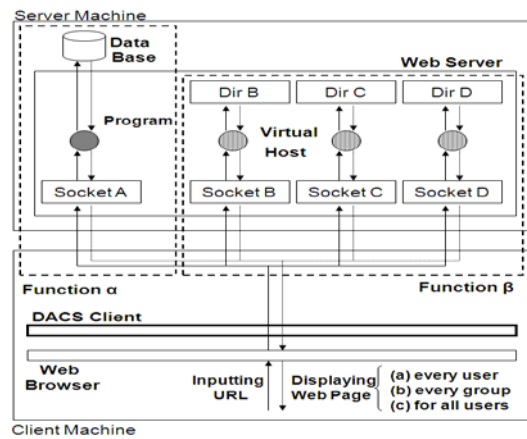 Server Machine
Data
Base
Web Server
Dir B
Dir C
Dir D
Program
Virtual
Host
Socket A
Socket B
Socket C
Socket D
Function α
Function β
DACS Client
Web
Browser
Inputting
URL
Displaying
Web Page
(a) every user
(b) every group
(c) for all users
Client Machine